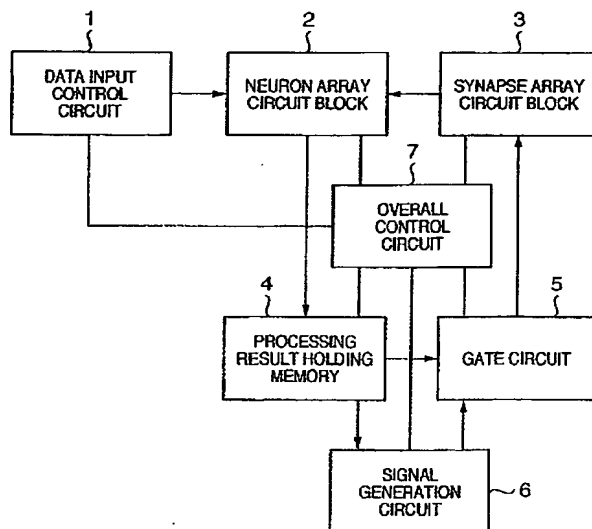 1
2
3
DATA INPUT
CONTROL
CIRCUIT
NEURON ARRAY
CIRCUIT BLOCK
SYNAPSE ARRAY
CIRCUIT BLOCK
7
OVERALL
CONTROL
CIRCUIT
4
5
PROCESSING
RESULT HOLDING
MEMORY
GATE CIRCUIT
SIGNAL
GENERATION
CIRCUIT
6